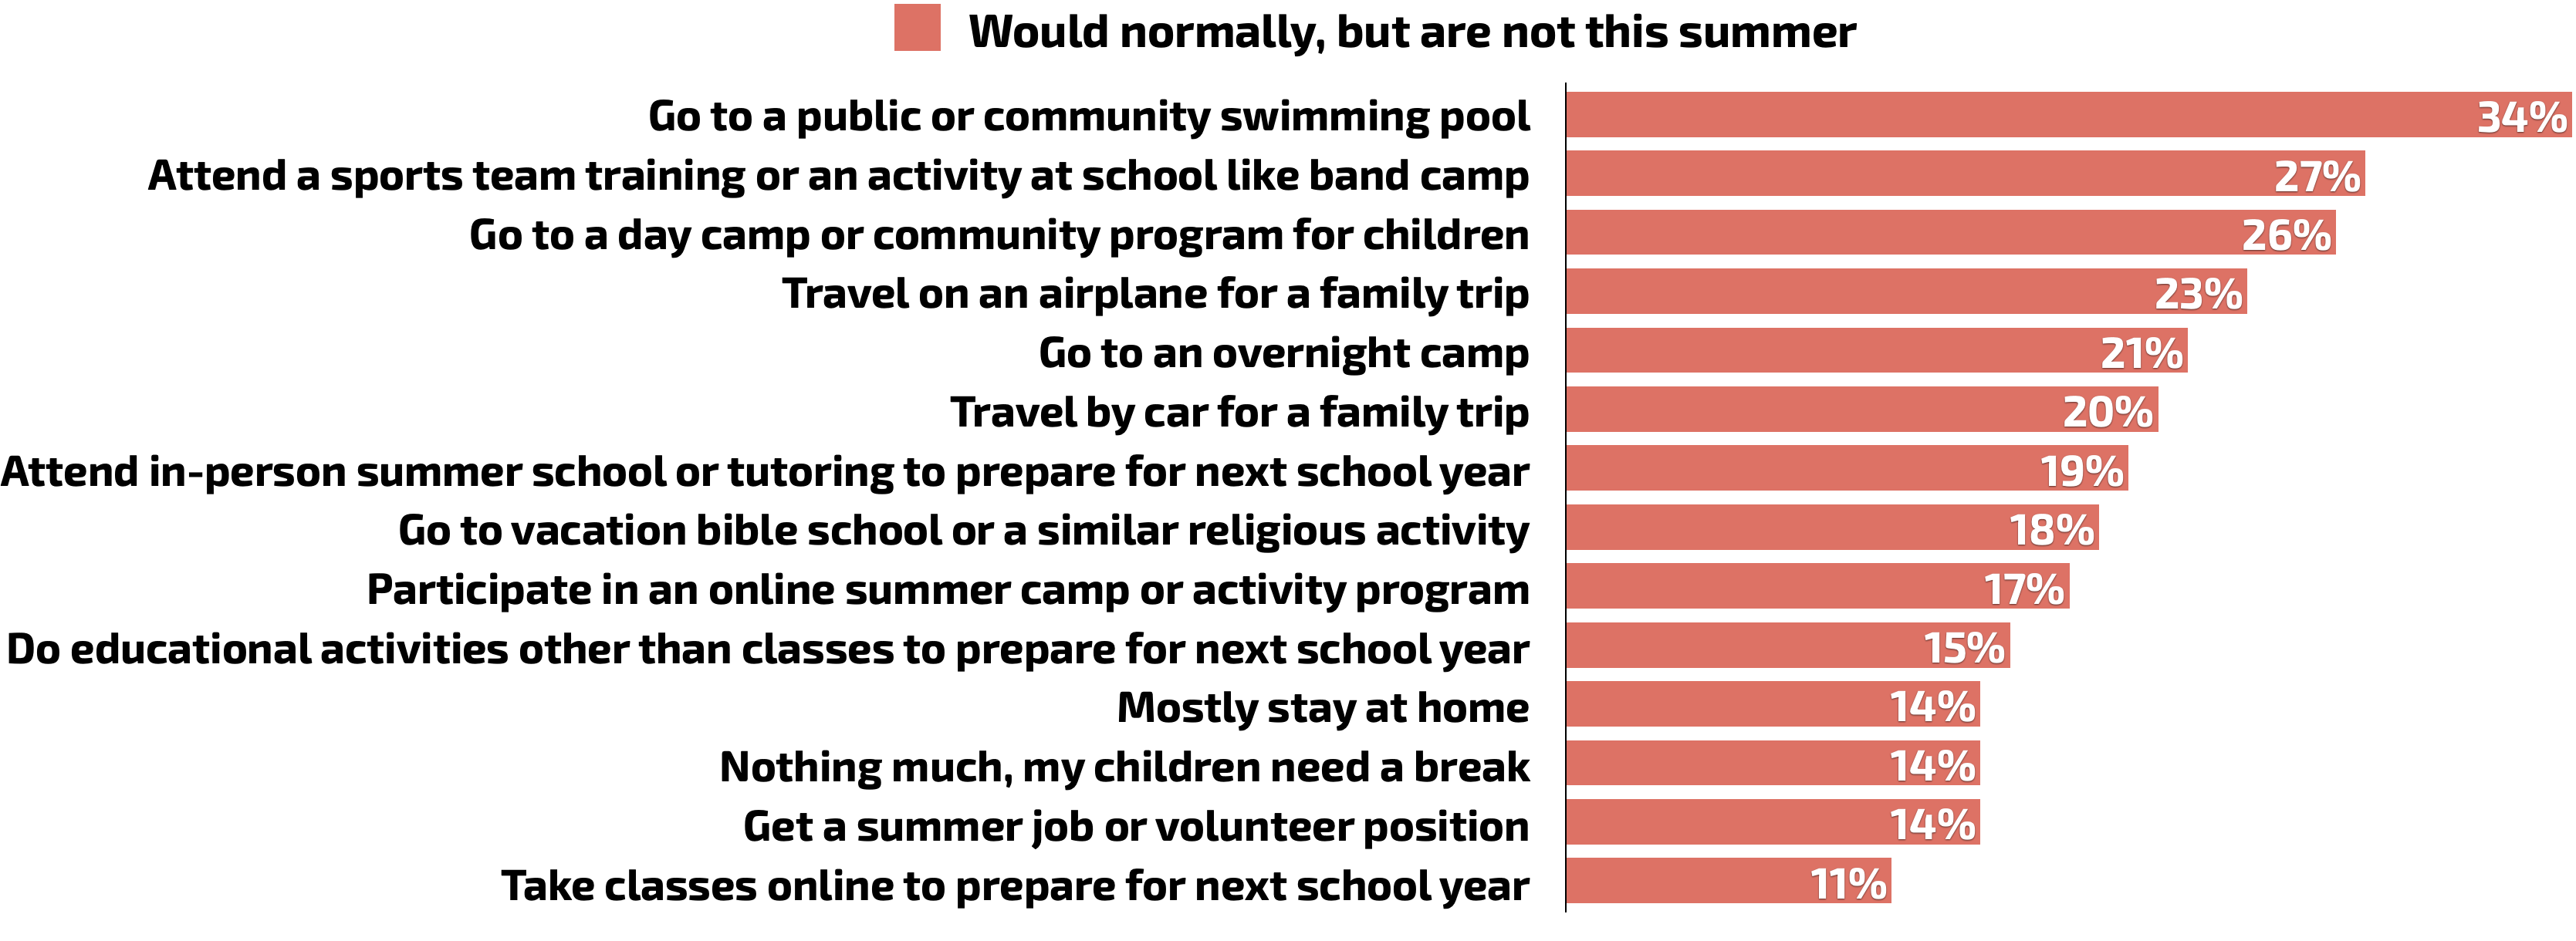 Would normally, but are not this summer
Go to a public or community swimming pool 34%
Attend a sports team training or an activity at school like band camp 27%
Go to a day camp or community program for children 26%
Travel on an airplane for a family trip 23%
Go to an overnight camp 21%
Travel by car for a family trip 20%
Attend in-person summer school or tutoring to prepare for next school year 19%
Go to vacation bible school or a similar religious activity 18%
Participate in an online summer camp or activity program 17%
Do educational activities other than classes to prepare for next school year 15%
Mostly stay at home 14%
Nothing much, my children need a break 14%
Get a summer job or volunteer position 14%
Take classes online to prepare for next school year 11%